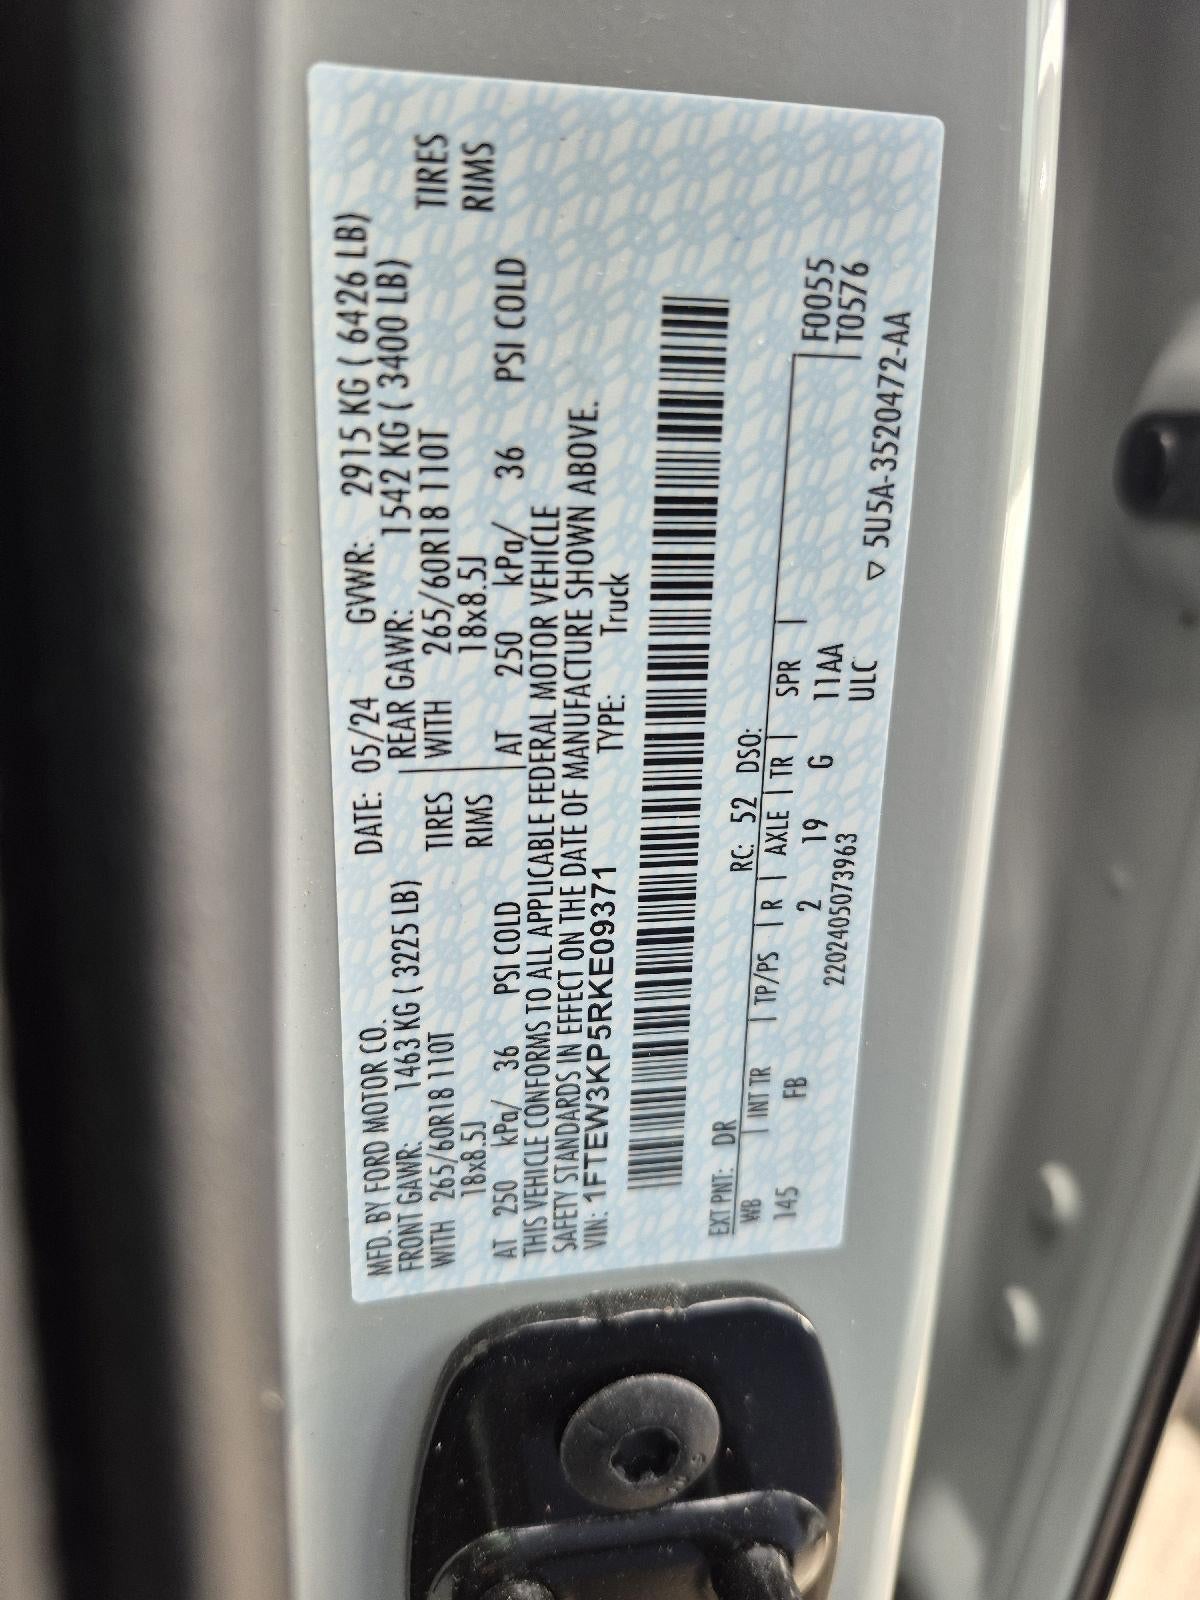 MFD. BY FORD MOTOR CO.
DATE: 05/24 GVWR: 2915 KG ( 6426 LB)
FRONT GAWR: 1463 KG ( 3225 LB) REAR GAWR: 1542 KG ( 3400 LB)
WITH 265/60R18 110T TIRES WITH 265/60R18 110T TIRES
18x8.5J RIMS 18x8.5J RIMS
AT 250 kPa/ 36 PSI COLD AT 250 kPa/ 36 PSI COLD
THIS VEHICLE CONFORMS TO ALL APPLICABLE FEDERAL MOTOR VEHICLE
SAFETY STANDARDS IN EFFECT ON THE DATE OF MANUFACTURE SHOWN ABOVE.
VIN: 1FTEW3KP5RKE09371 TYPE: Truck
EXT PNT: DR RC: 52 DSO:
WB INT TR TP/PS R AXLE TR SPR F0055
145 FB 2 19 G 11AA T0576
2202405073963 ULC
5U5A-3520472-AA